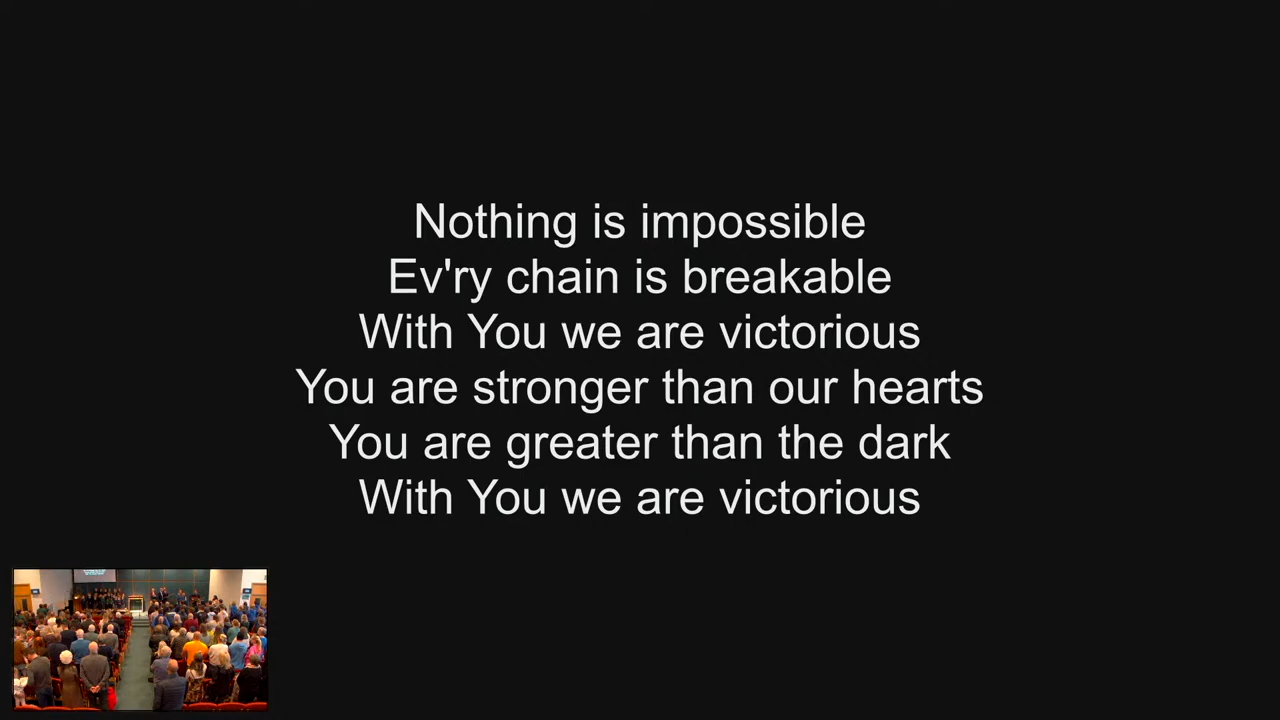 Nothing is impossible
Ev'ry chain is breakable
With You we are victorious
You are stronger than our hearts
You are greater than the dark
With You we are victorious